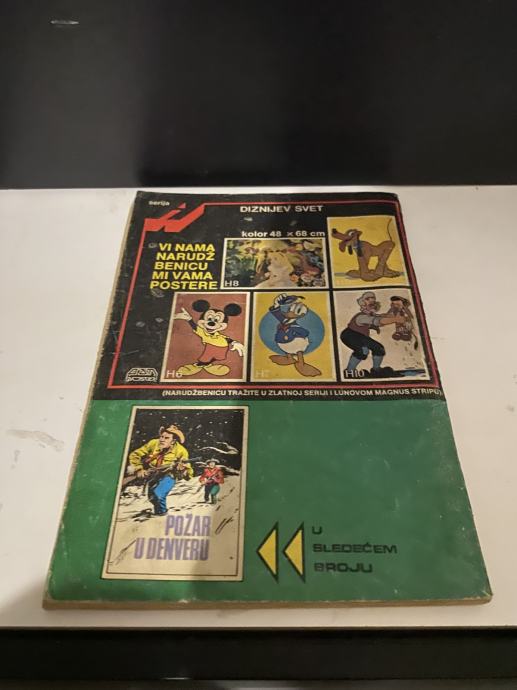 serija
DIZNIJEV SVET
kolor 48 x 68 cm
VI NAMA
NARUDŽ
BENICU
MI VAMA
POSTERE
H8
H6
H10
(NARUDŽBENICU TRAŽITE U ZLATNOJ SERIJI I LUNOVOM MAGNUS STRIPU)
POŽAR
U DENVERU
U
SLEDEĆEM
BROJU